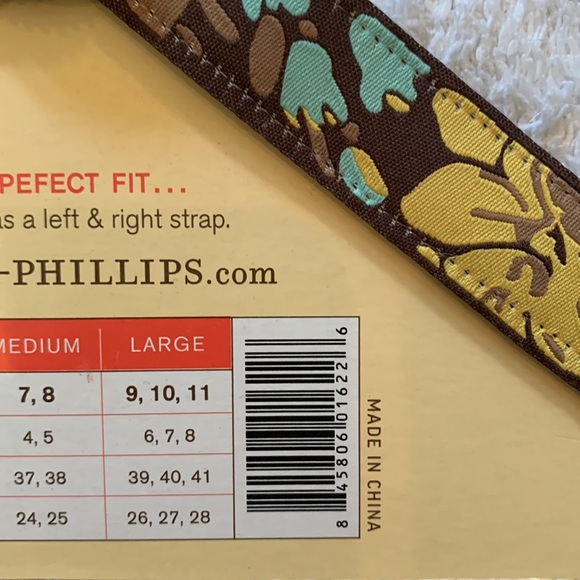 PEFECT FIT...
as a left & right strap.
-PHILLIPS.com
MEDIUM LARGE
7, 8 9, 10, 11
4, 5 6, 7, 8
37, 38 39, 40, 41
24, 25 26, 27, 28
8 45806 01622 6
MADE IN CHINA